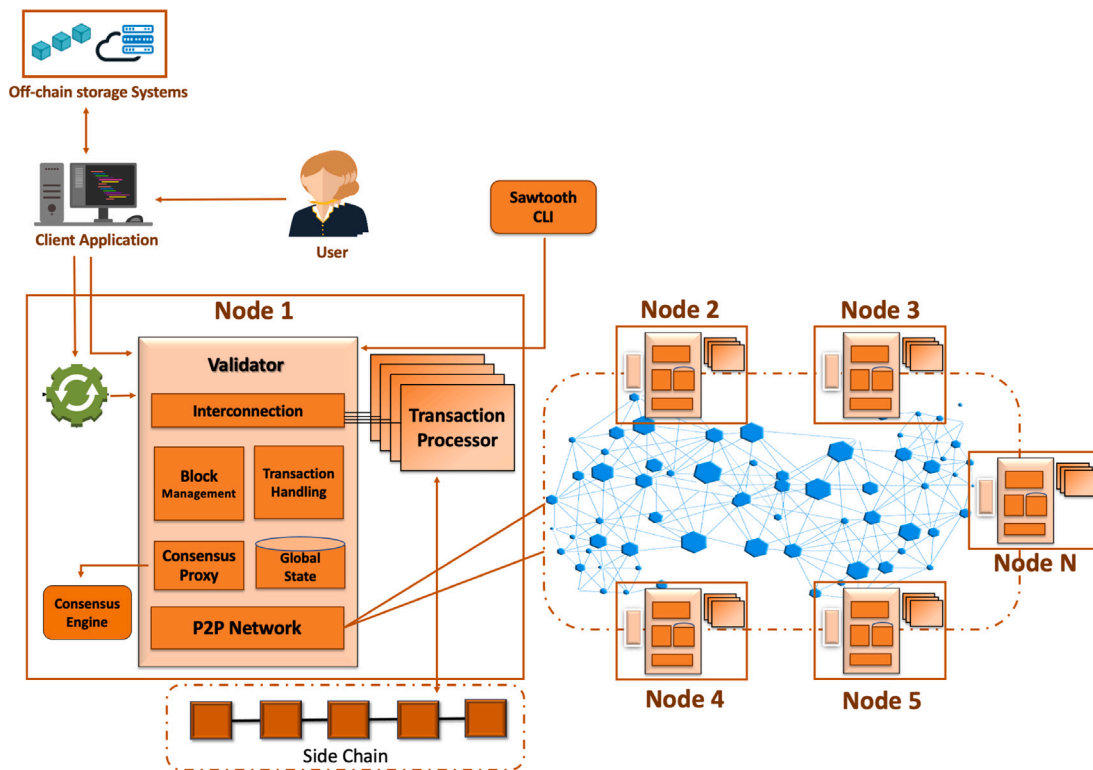 Off-chain storage Systems
Client Application
User
Sawtooth
CLI
Node 1
Validator
Interconnection
Transaction
Processor
Block
Management
Transaction
Handling
Consensus
Proxy
Global
State
Consensus
Engine
P2P Network
Side Chain
Node 2
Node 3
Node N
Node 4
Node 5